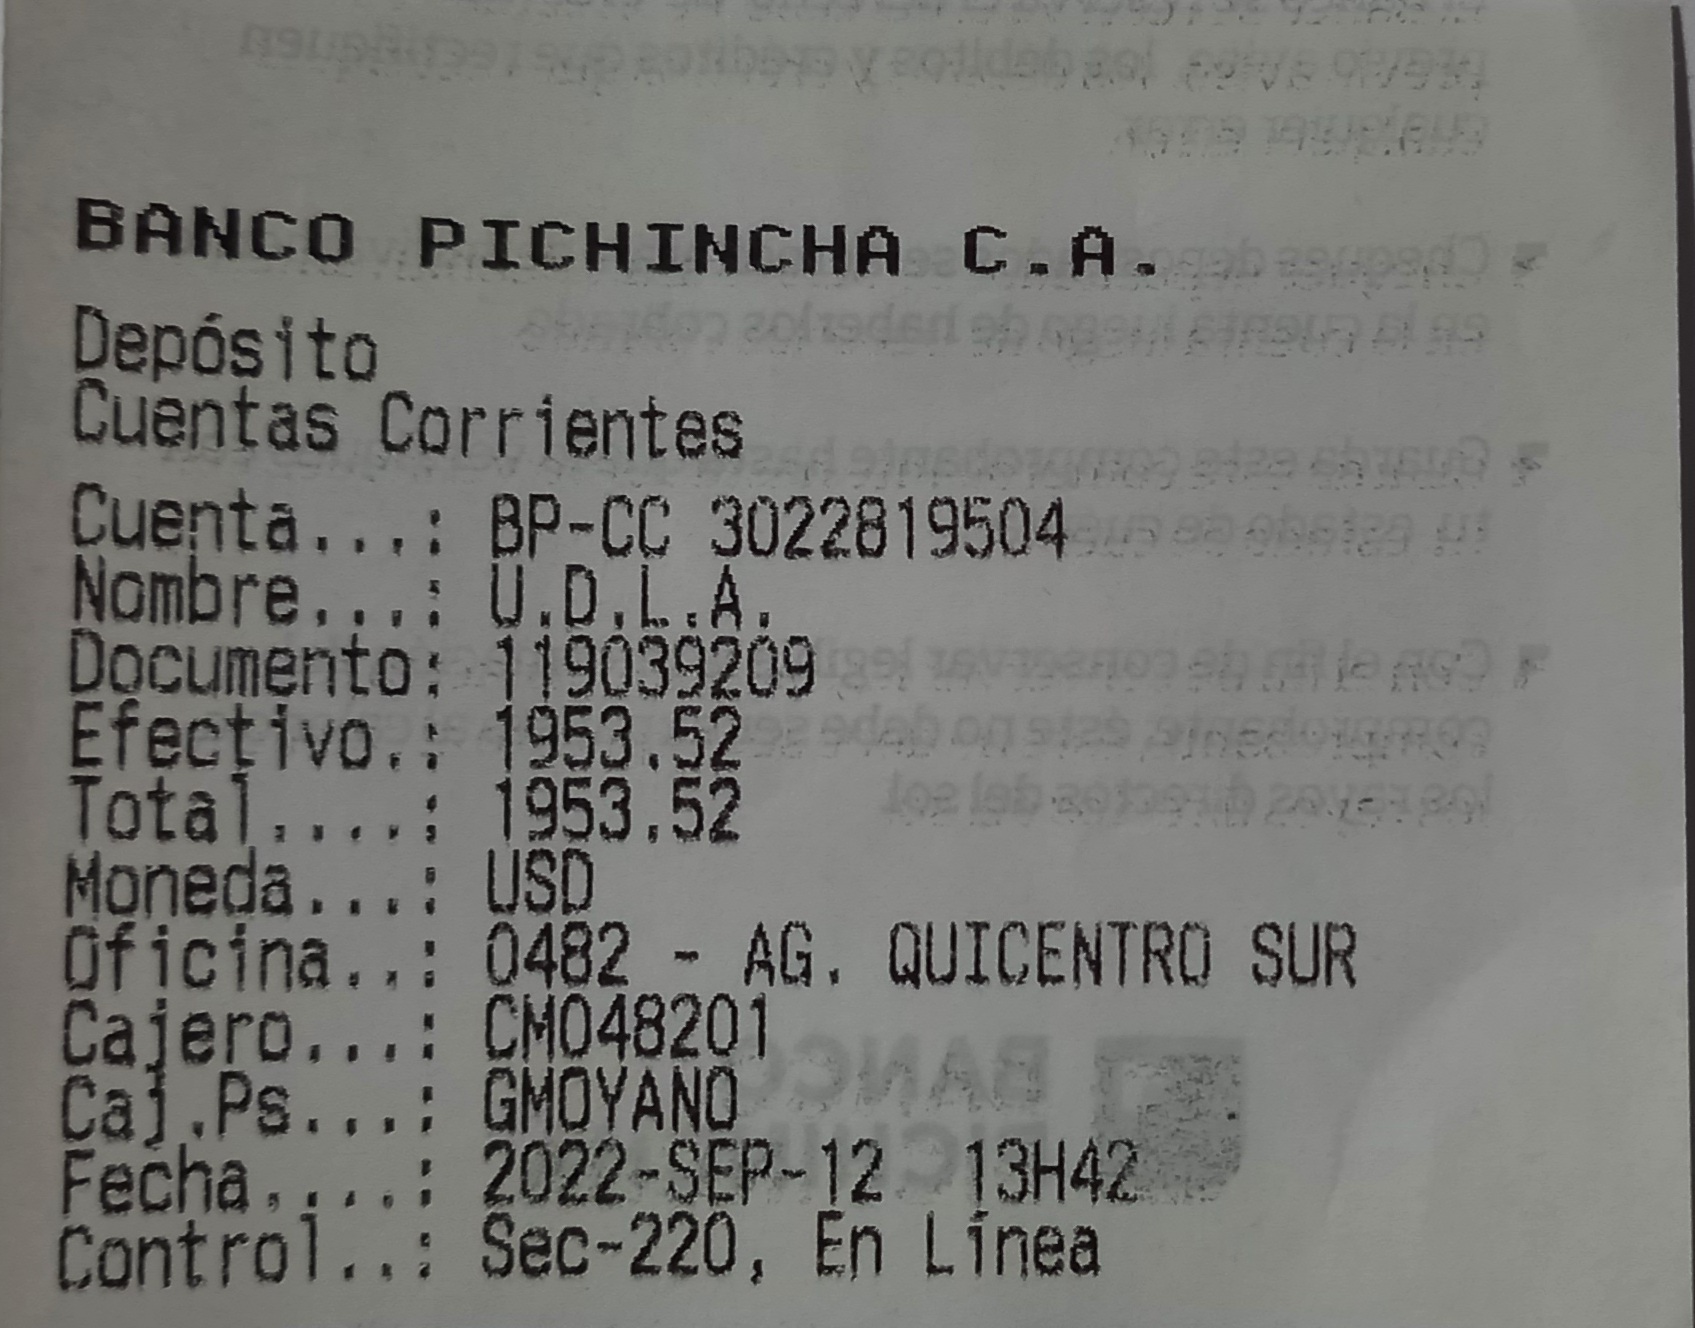 BANCO PICHINCHA C.A.
Depósito
Cuentas Corrientes
Cuenta...: BP-CC 3022819504
Nombre...: U.D.L.A.
Documento: 119039209
Efectivo.: 1953.52
Total....: 1953.52
Moneda...: USD
Oficina..: 0482 - AG. QUICENTRO SUR
Cajero...: CM048201
Caj.Ps...: GMOYANO
Fecha....: 2022-SEP-12  13H42
Control..: Sec-220, En Línea